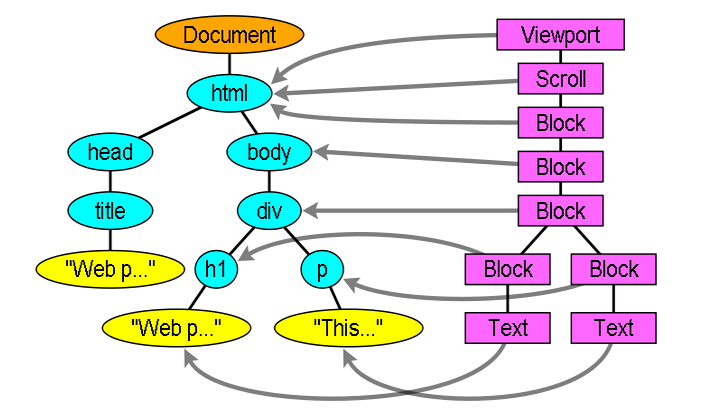 Document
Viewport
html
Scroll
Block
head
body
Block
title
div
Block
"Web p..."
h1
p
Block
Block
"Web p..."
"This..."
Text
Text